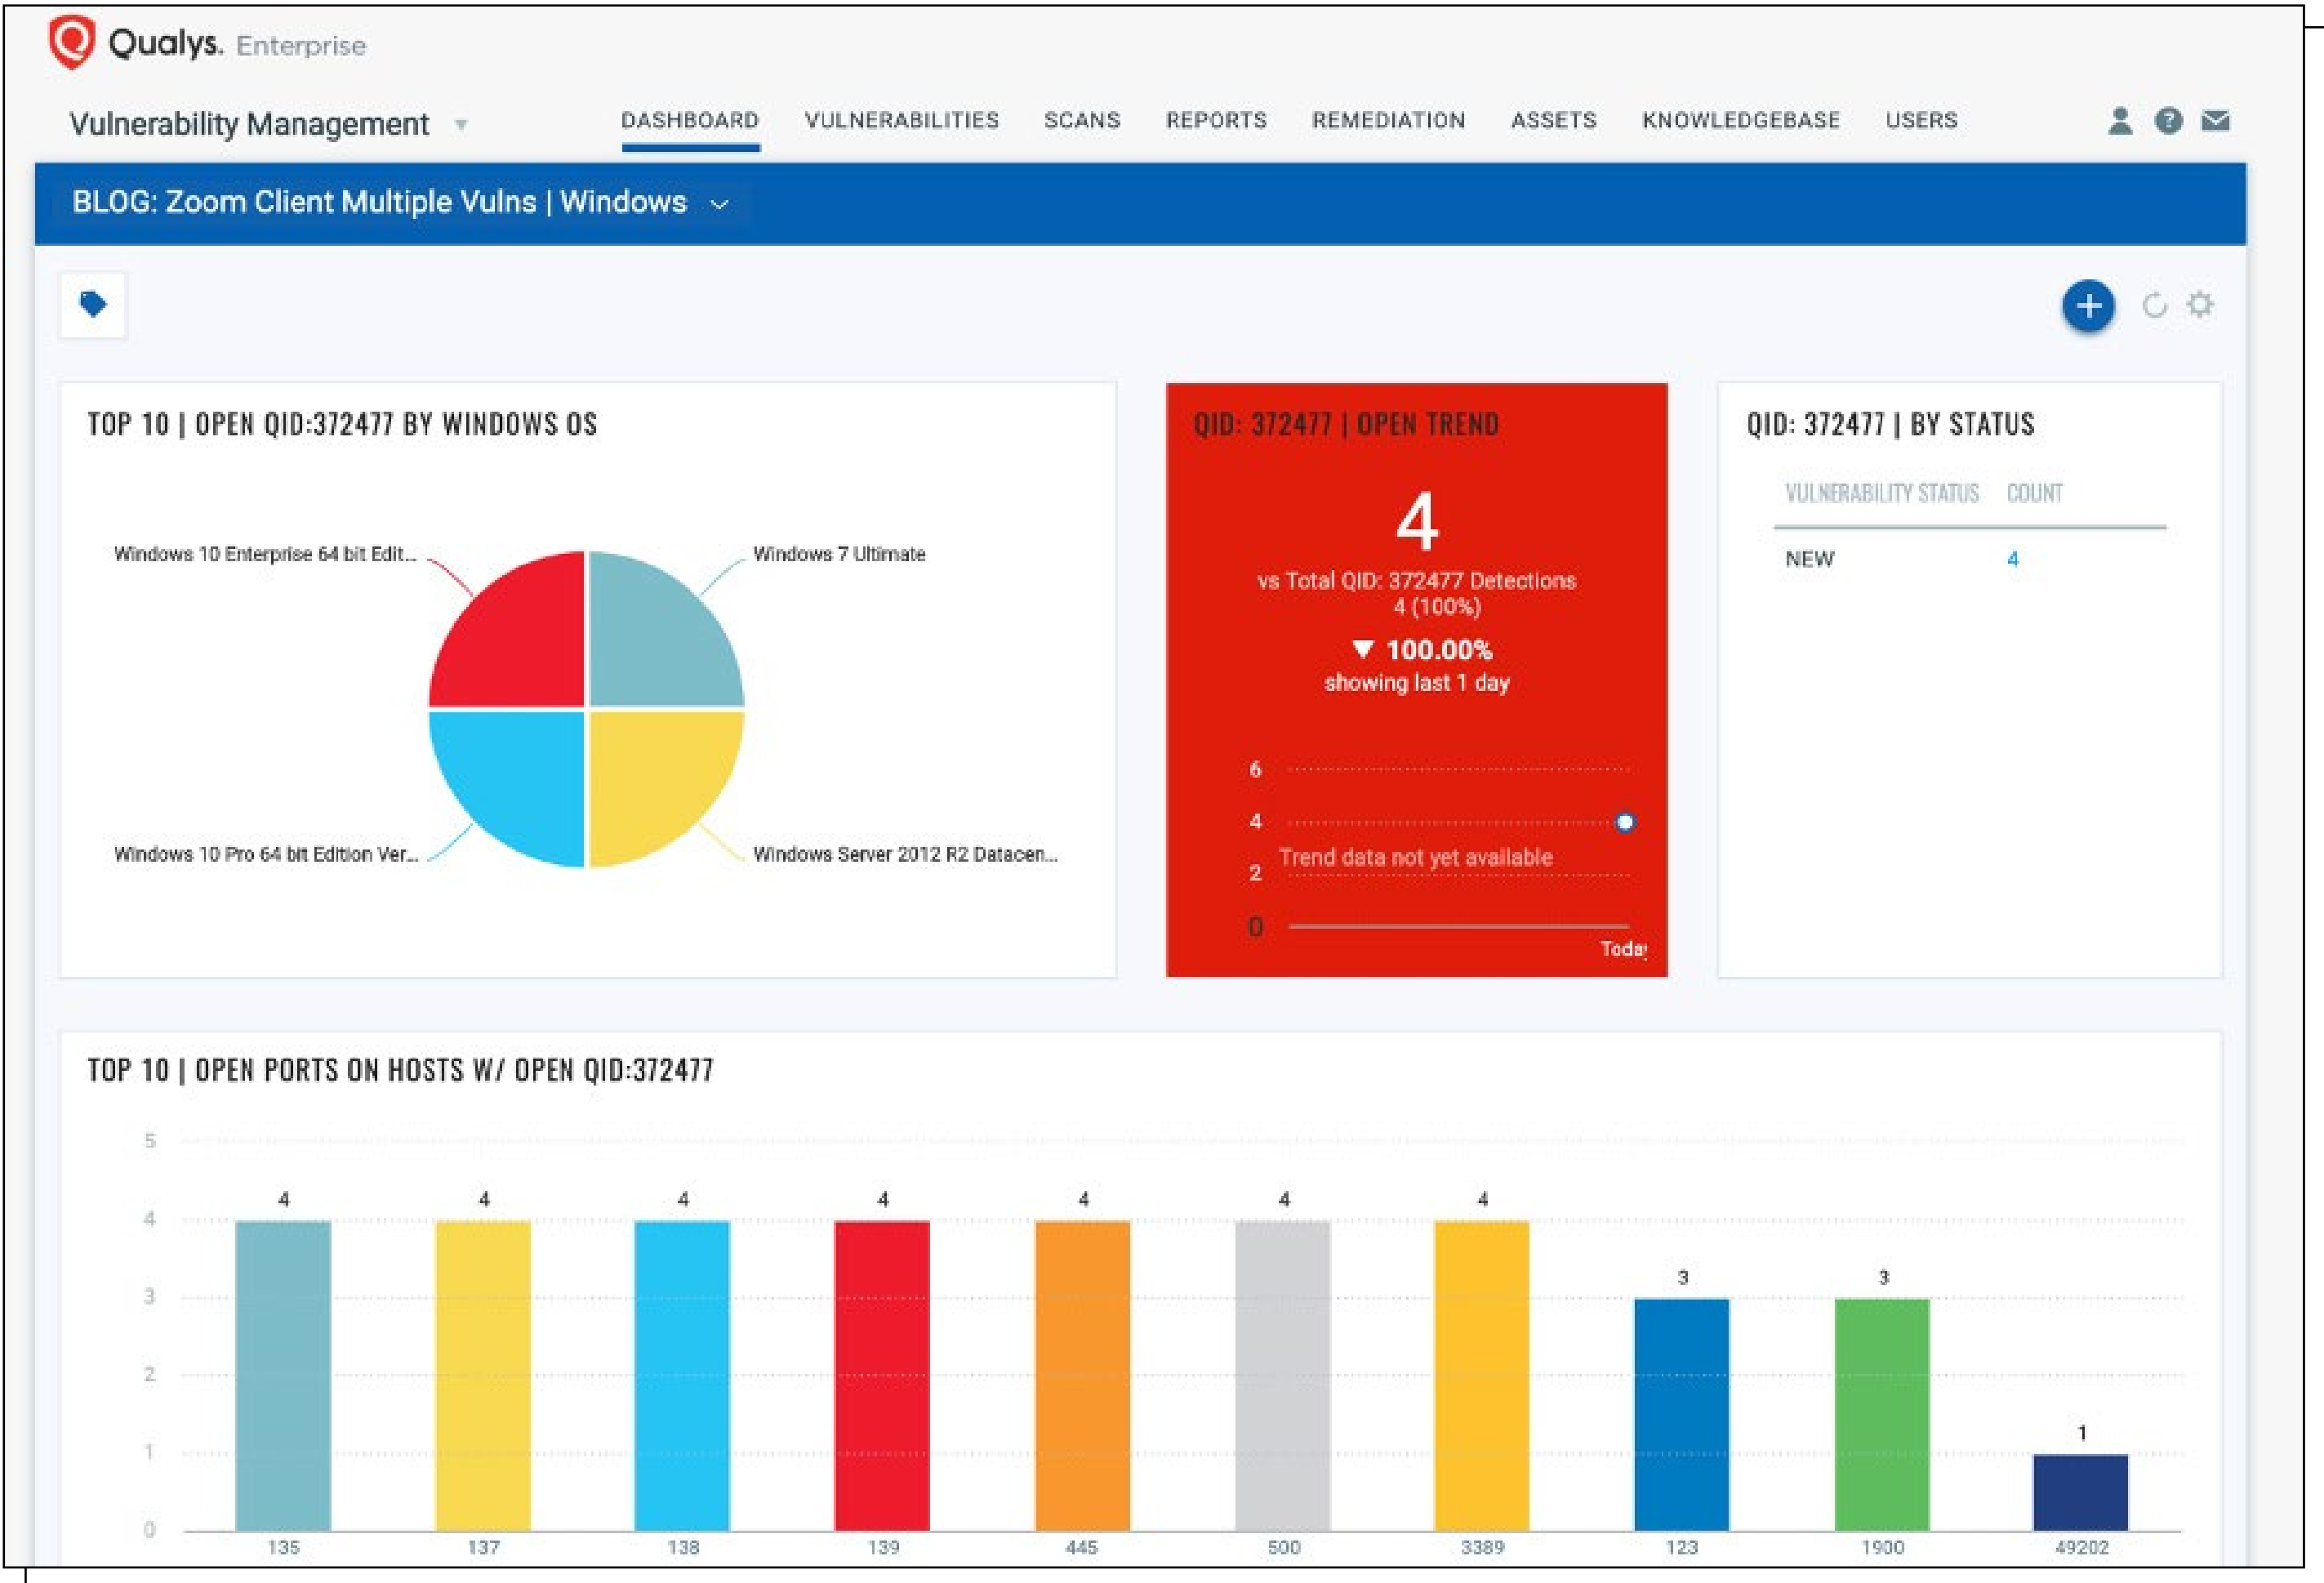 Qualys. Enterprise
Vulnerability Management
DASHBOARD VULNERABILITIES SCANS REPORTS REMEDIATION ASSETS KNOWLEDGEBASE USERS
BLOG: Zoom Client Multiple Vulns | Windows
TOP 10 | OPEN QID:372477 BY WINDOWS OS
Windows 10 Enterprise 64 bit Edit...
Windows 7 Ultimate
Windows 10 Pro 64 bit Edition Ver...
Windows Server 2012 R2 Datacen...
QID: 372477 | OPEN TREND
4
vs Total QID: 372477 Detections
4 (100%)
▼ 100.00%
showing last 1 day
6
4
Trend data not yet available
2
0
Today
QID: 372477 | BY STATUS
VULNERABILITY STATUS COUNT
NEW 4
TOP 10 | OPEN PORTS ON HOSTS W/ OPEN QID:372477
5
4 4 4 4 4 4 4
4
3 3
3
2
1
1
0
135 137 138 139 445 500 3389 123 1900 49202